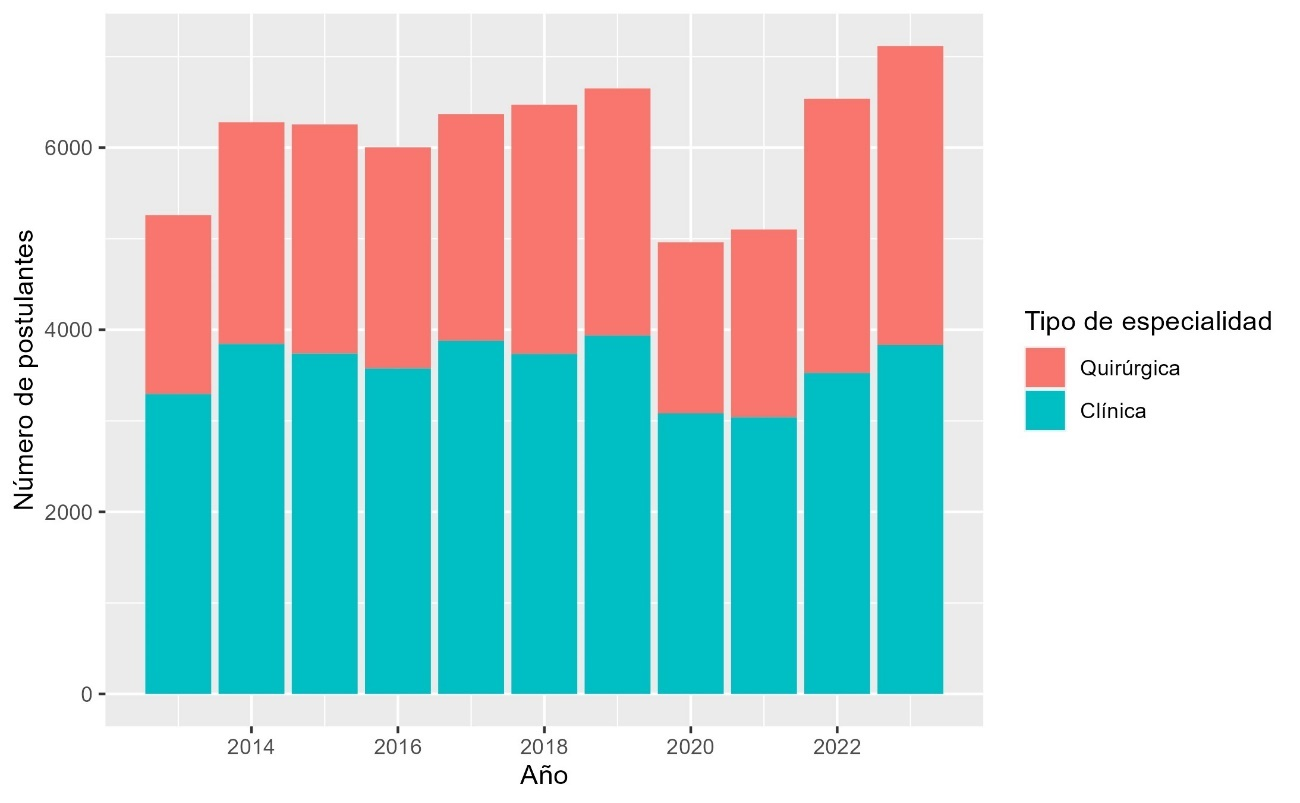 Número de postulantes
6000
4000
2000
0
2014
2016
2018
2020
2022
Año
Tipo de especialidad
Quirúrgica
Clínica